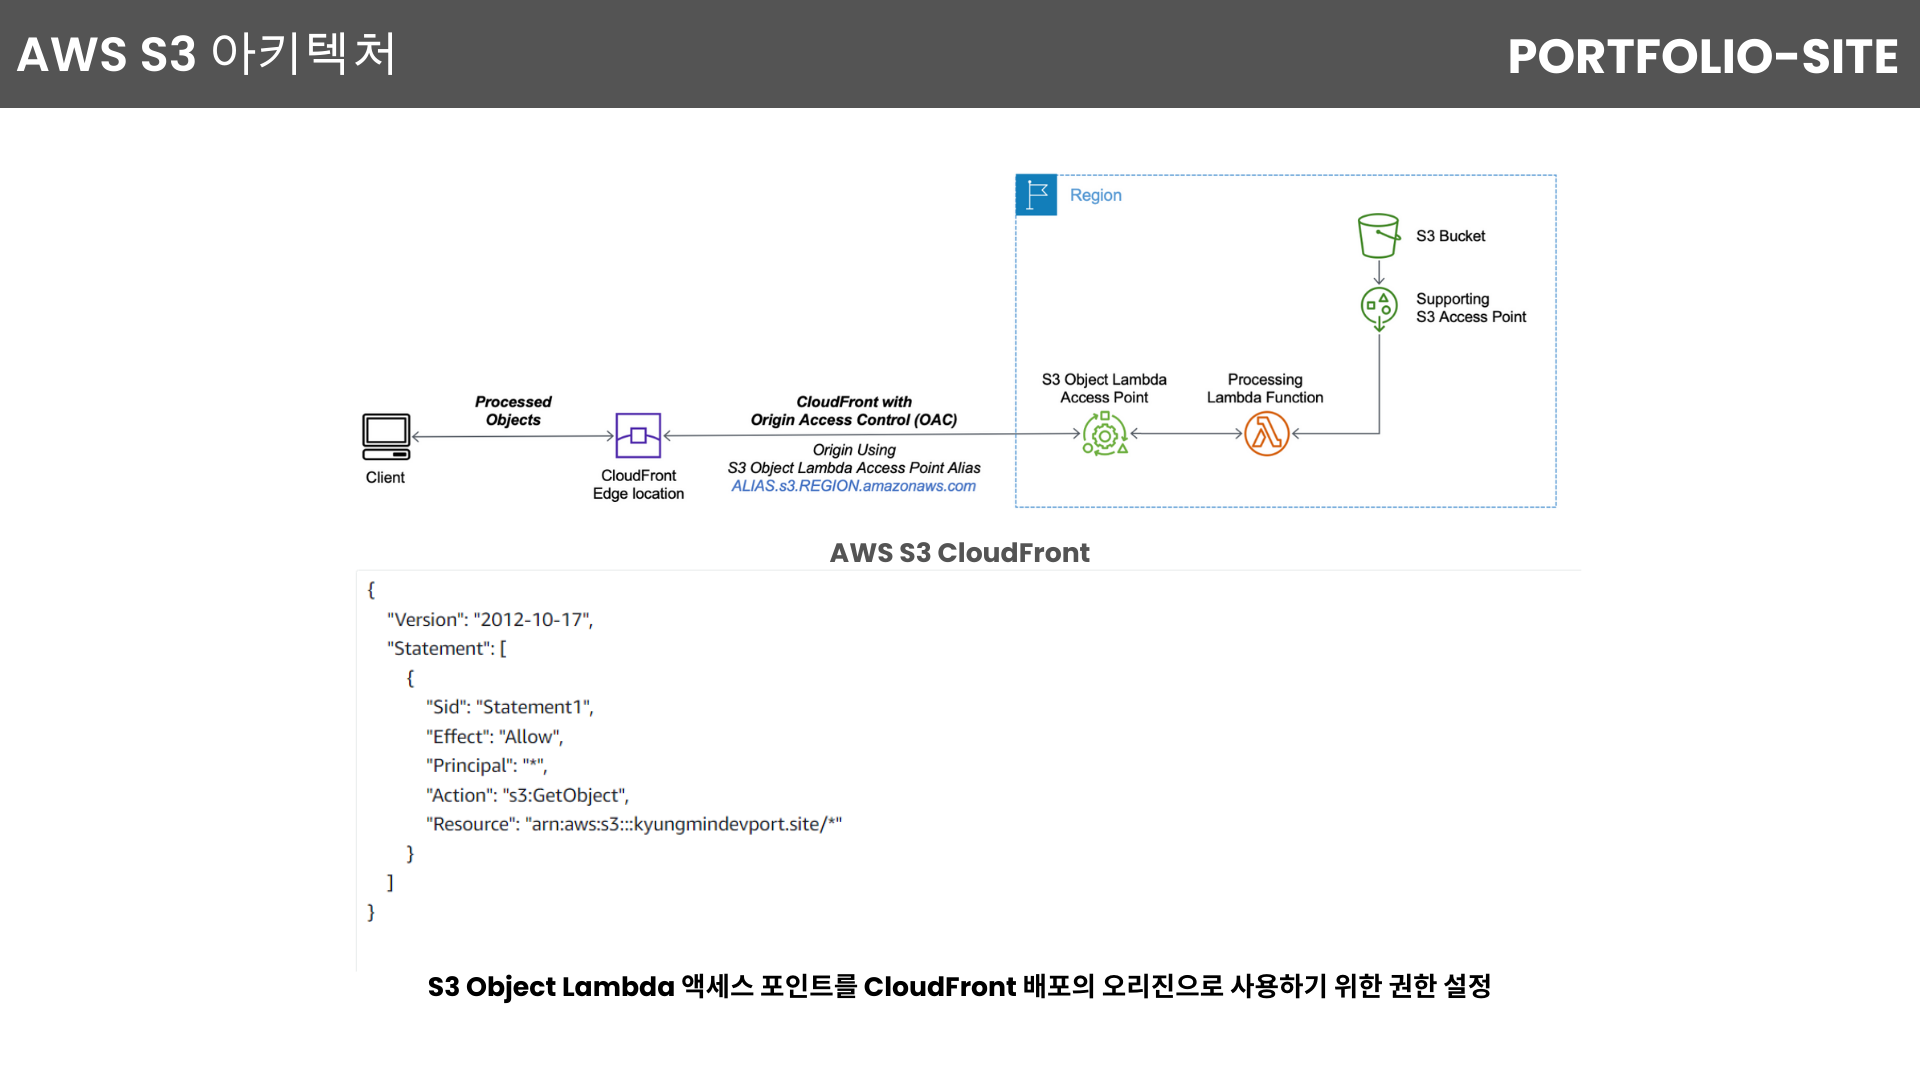 AWS S3 아키텍처
PORTFOLIO-SITE
Region
S3 Bucket
Supporting
S3 Access Point
S3 Object Lambda
Access Point
Processing
Lambda Function
Processed
Objects
CloudFront with
Origin Access Control (OAC)
Origin Using
S3 Object Lambda Access Point Alias
ALIAS.s3.REGION.amazonaws.com
Client
CloudFront
Edge location
AWS S3 CloudFront
{
"Version": "2012-10-17",
"Statement": [
{
"Sid": "Statement1",
"Effect": "Allow",
"Principal": "*",
"Action": "s3:GetObject",
"Resource": "arn:aws:s3:::kyungmindevport.site/*"
}
]
}
S3 Object Lambda 액세스 포인트를 CloudFront 배포의 오리진으로 사용하기 위한 권한 설정